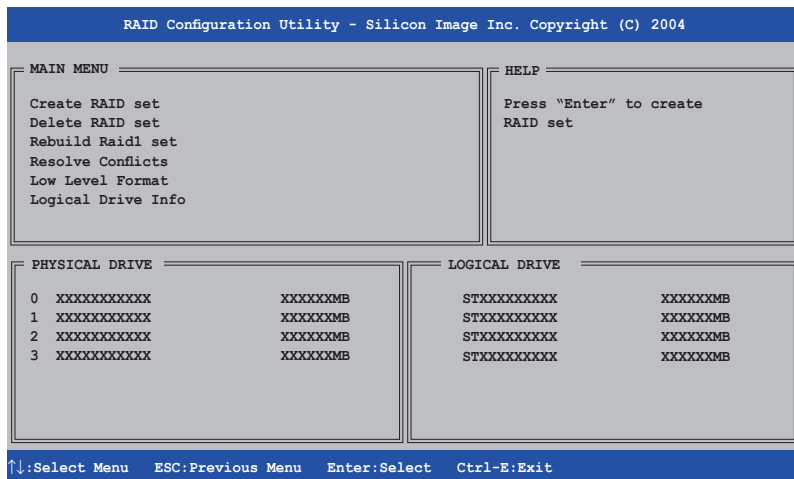 RAID Configuration Utility - Silicon Image Inc. Copyright (C) 2004
MAIN MENU
Create RAID set
Delete RAID set
Rebuild Raid1 set
Resolve Conflicts
Low Level Format
Logical Drive Info
HELP
Press “Enter” to create
RAID set
PHYSICAL DRIVE
0 XXXXXXXXXXX XXXXXXMB
1 XXXXXXXXXXX XXXXXXMB
2 XXXXXXXXXXX XXXXXXMB
3 XXXXXXXXXXX XXXXXXMB
LOGICAL DRIVE
STXXXXXXXXX XXXXXXMB
STXXXXXXXXX XXXXXXMB
STXXXXXXXXX XXXXXXMB
STXXXXXXXXX XXXXXXMB
↑↓:Select Menu ESC:Previous Menu Enter:Select Ctrl-E:Exit